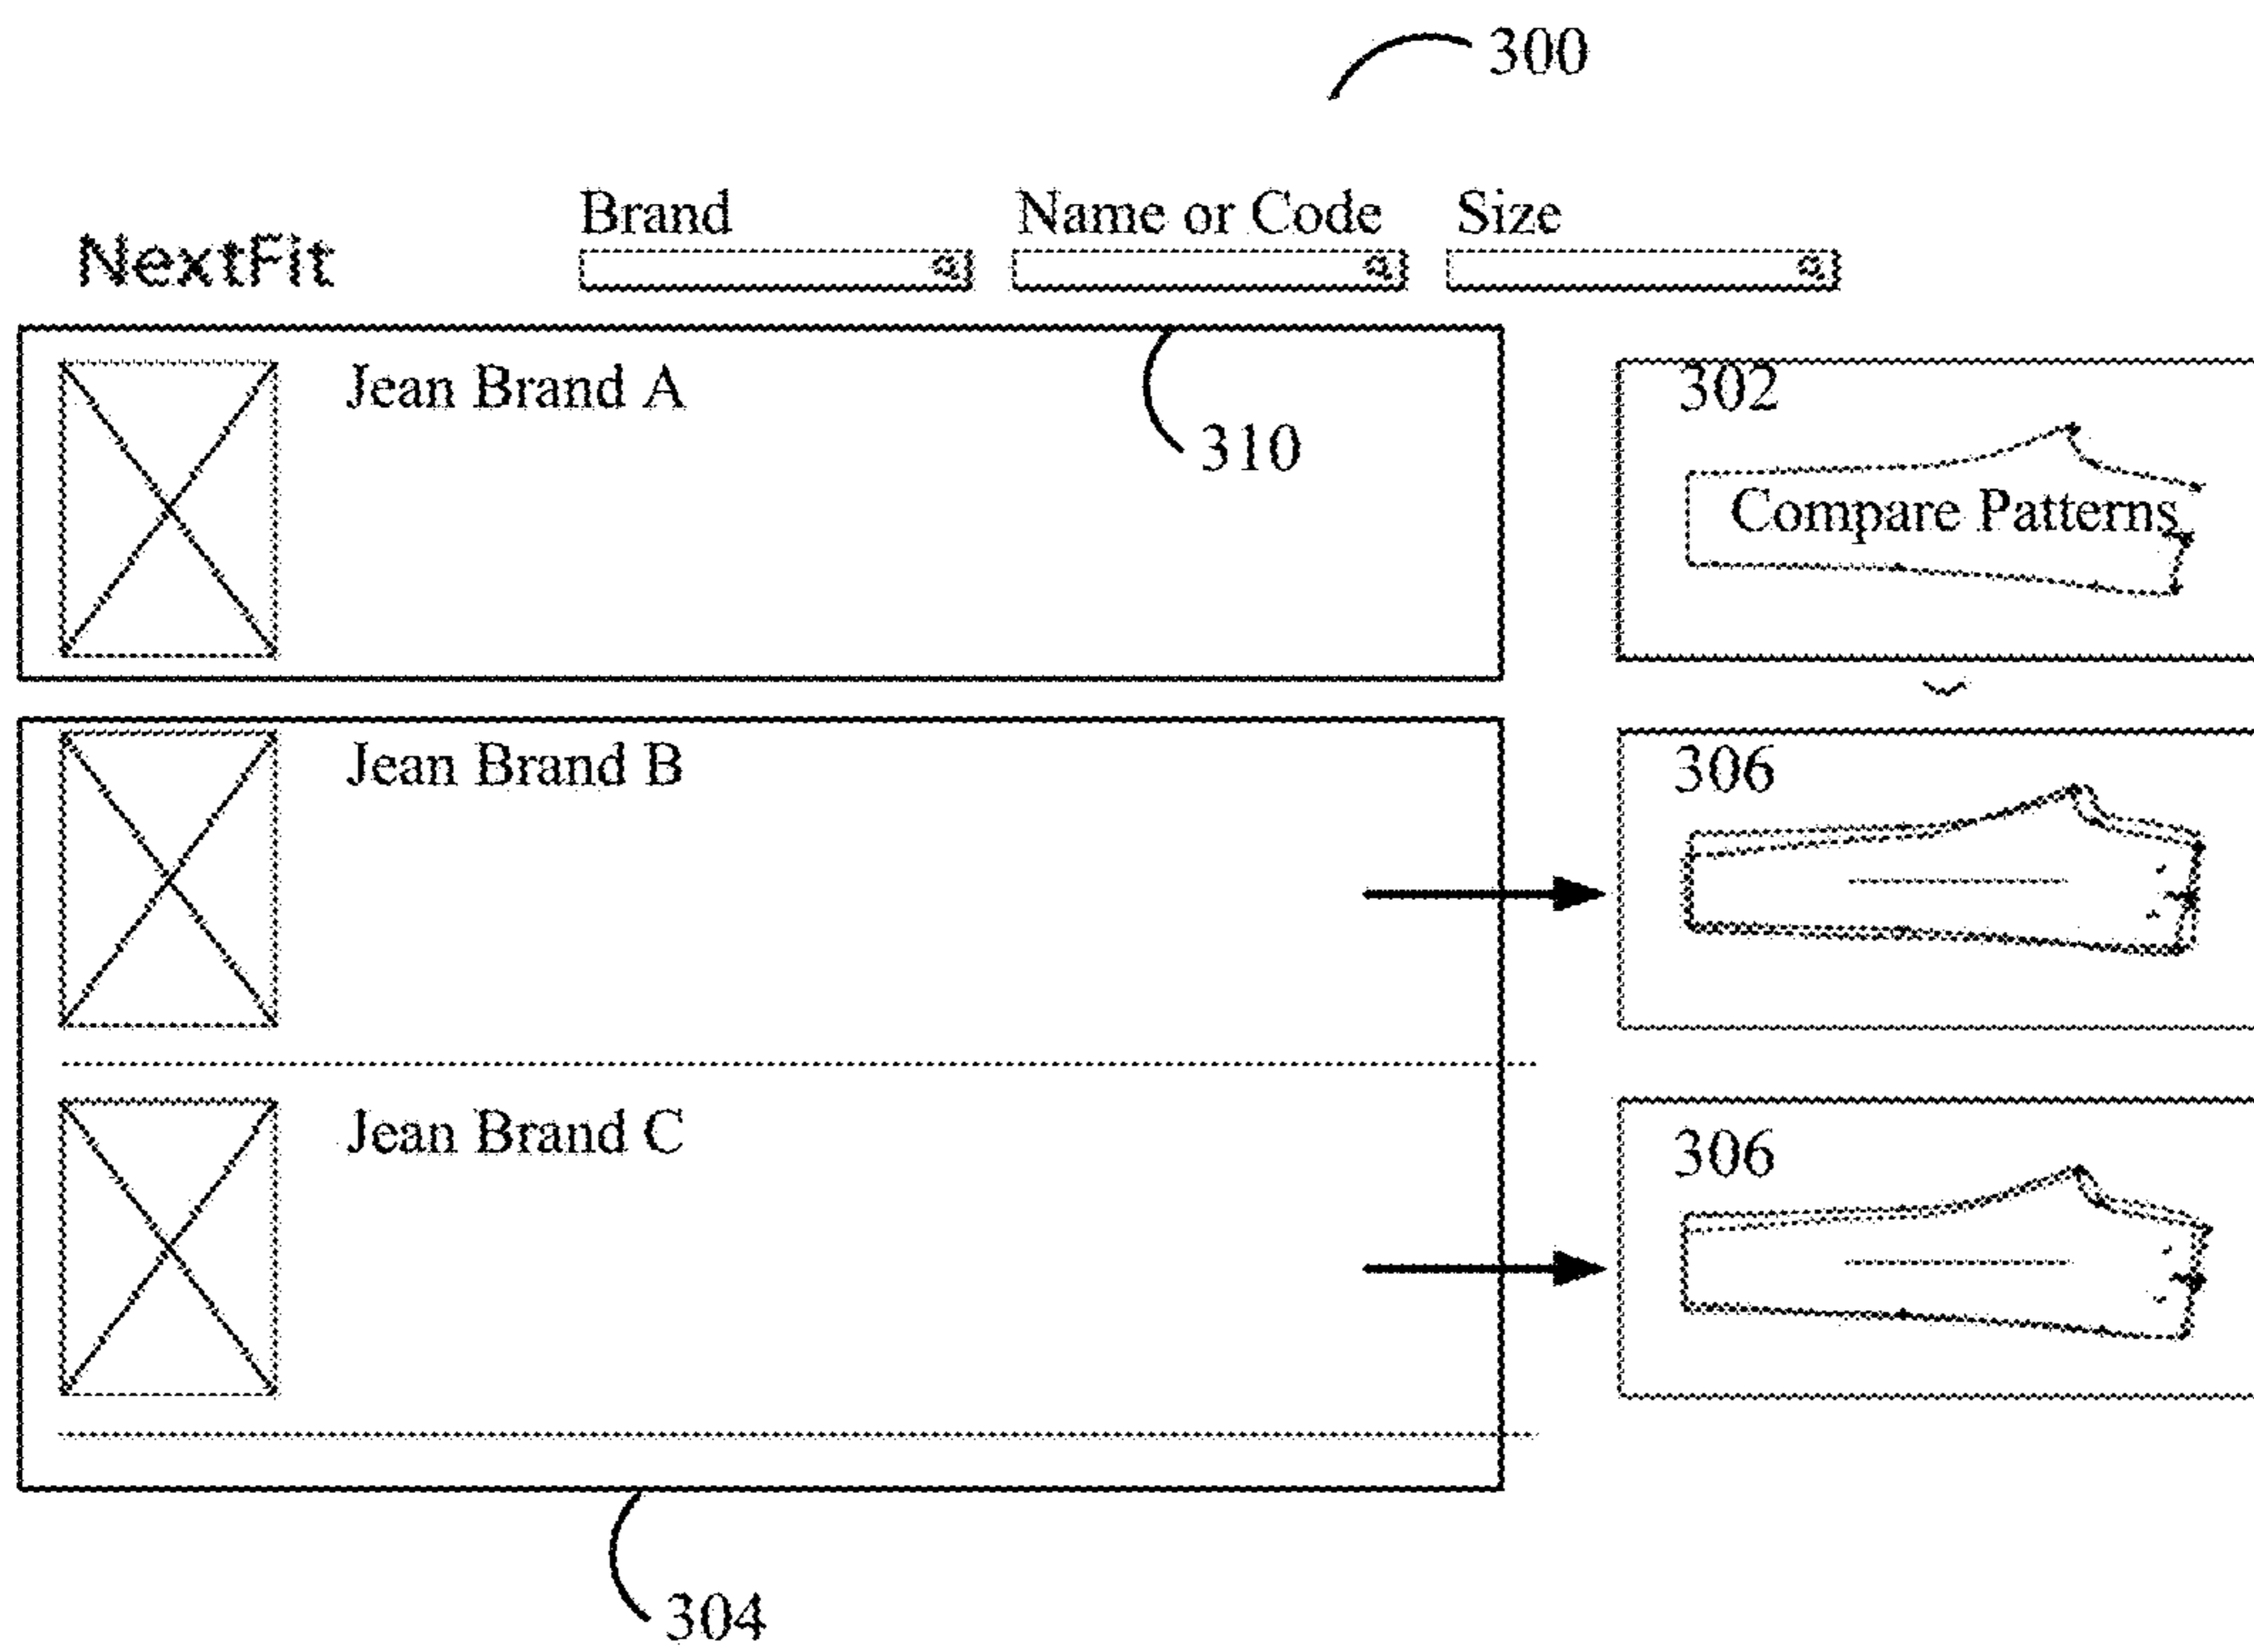 300
NextFit
Brand
Name or Code
Size
Jean Brand A
310
302
Compare Patterns
Jean Brand B
306
Jean Brand C
306
304